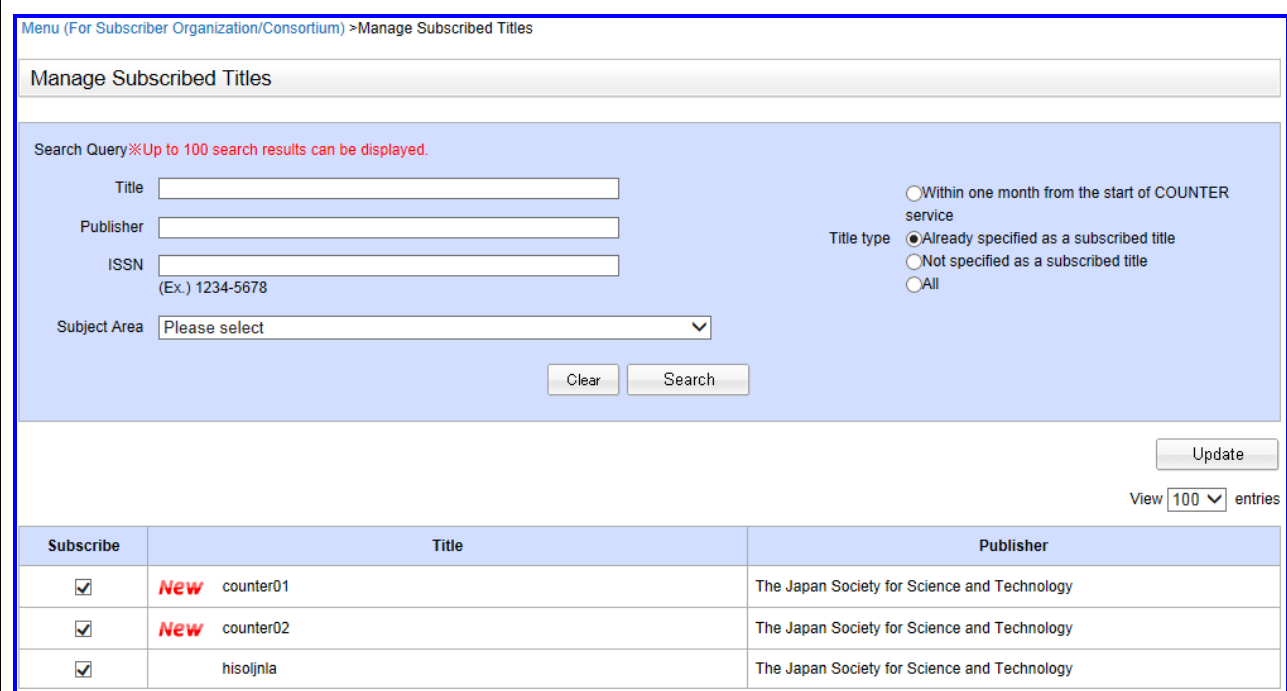 Menu (For Subscriber Organization/Consortium) >Manage Subscribed Titles
Manage Subscribed Titles
Search Query※Up to 100 search results can be displayed.
Title
Publisher
ISSN
(Ex.) 1234-5678
Subject Area Please select
Title type
Within one month from the start of COUNTER
service
Already specified as a subscribed title
Not specified as a subscribed title
All
Clear Search
Update
View 100 entries
Subscribe Title Publisher
New counter01 The Japan Society for Science and Technology
New counter02 The Japan Society for Science and Technology
hisoljnla The Japan Society for Science and Technology